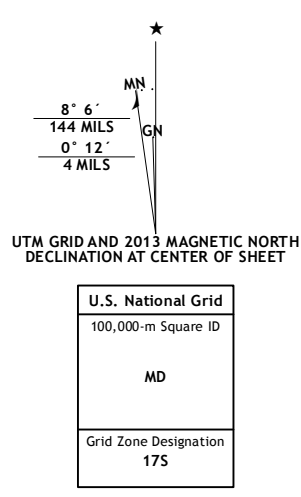 MN
8° 6´
144 MILS
GN
0° 12´
4 MILS
UTM GRID AND 2013 MAGNETIC NORTH
DECLINATION AT CENTER OF SHEET
U.S. National Grid
100,000-m Square ID
MD
Grid Zone Designation
17S